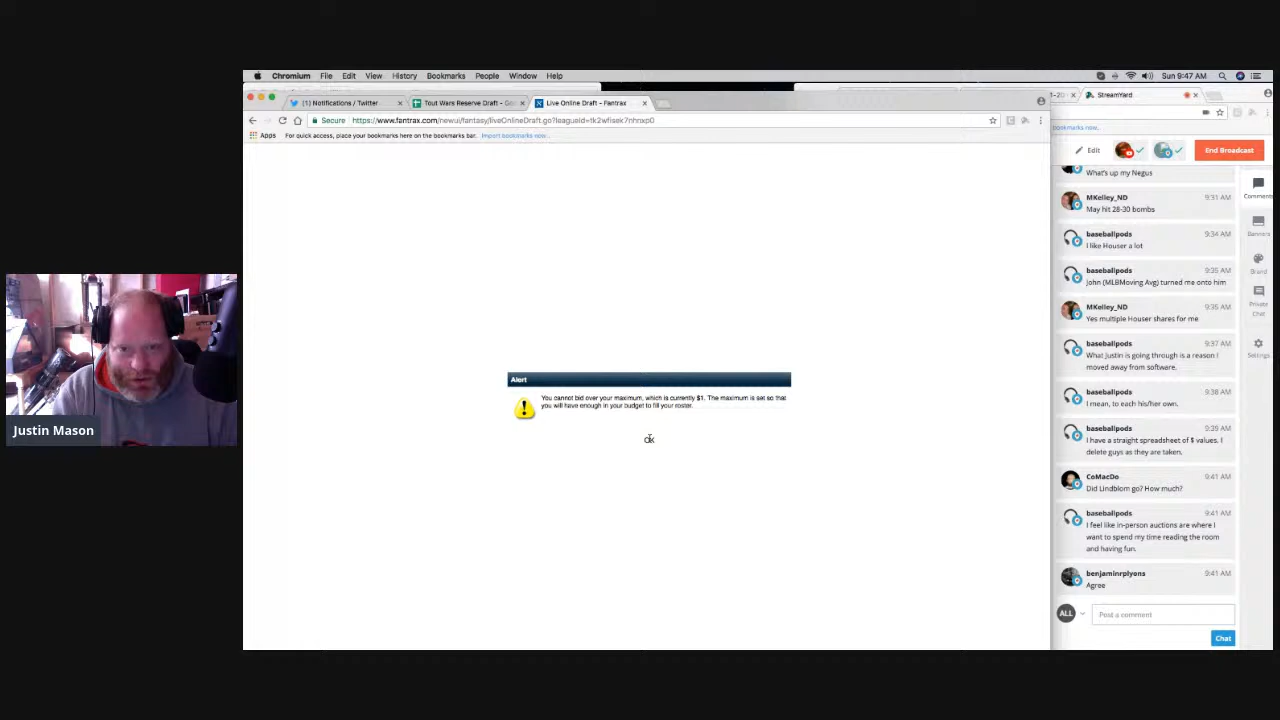 Chromium File Edit View History Bookmarks People Window Help
Sun 9:47 AM
(1) Notifications / Twitter
Tout Wars Reserve Draft - Go
Live Online Draft - Fantrax
StreamYard
Secure
https://www.fantrax.com/newui/fantasy/liveOnlineDraft.go?leagueId=tk2wfisek7nhnxp0
Apps For quick access, place your bookmarks here on the bookmarks bar. Import bookmarks now...
bookmarks now...
Edit
End Broadcast
What's up my Negus
MKelley_ND 9:31 AM
May hit 28-30 bombs
baseballpods 9:34 AM
I like Houser a lot
baseballpods 9:35 AM
John (MLBMoving Avg) turned me onto him
MKelley_ND 9:35 AM
Yes multiple Houser shares for me
baseballpods 9:37 AM
What Justin is going through is a reason I
moved away from software.
baseballpods 9:38 AM
I mean, to each his/her own.
baseballpods 9:39 AM
I have a straight spreadsheet of $ values. I
delete guys as they are taken.
CoMacDo 9:41 AM
Did Lindblom go? How much?
baseballpods 9:41 AM
I feel like in-person auctions are where I
want to spend my time reading the room
and having fun.
benjaminrplyons 9:41 AM
Agree
ALL
Post a comment
Chat
Comments
Banners
Brand
Private
Chat
Settings
Alert
You cannot bid over your maximum, which is currently $1. The maximum is set so that
you will have enough in your budget to fill your roster.
Justin Mason